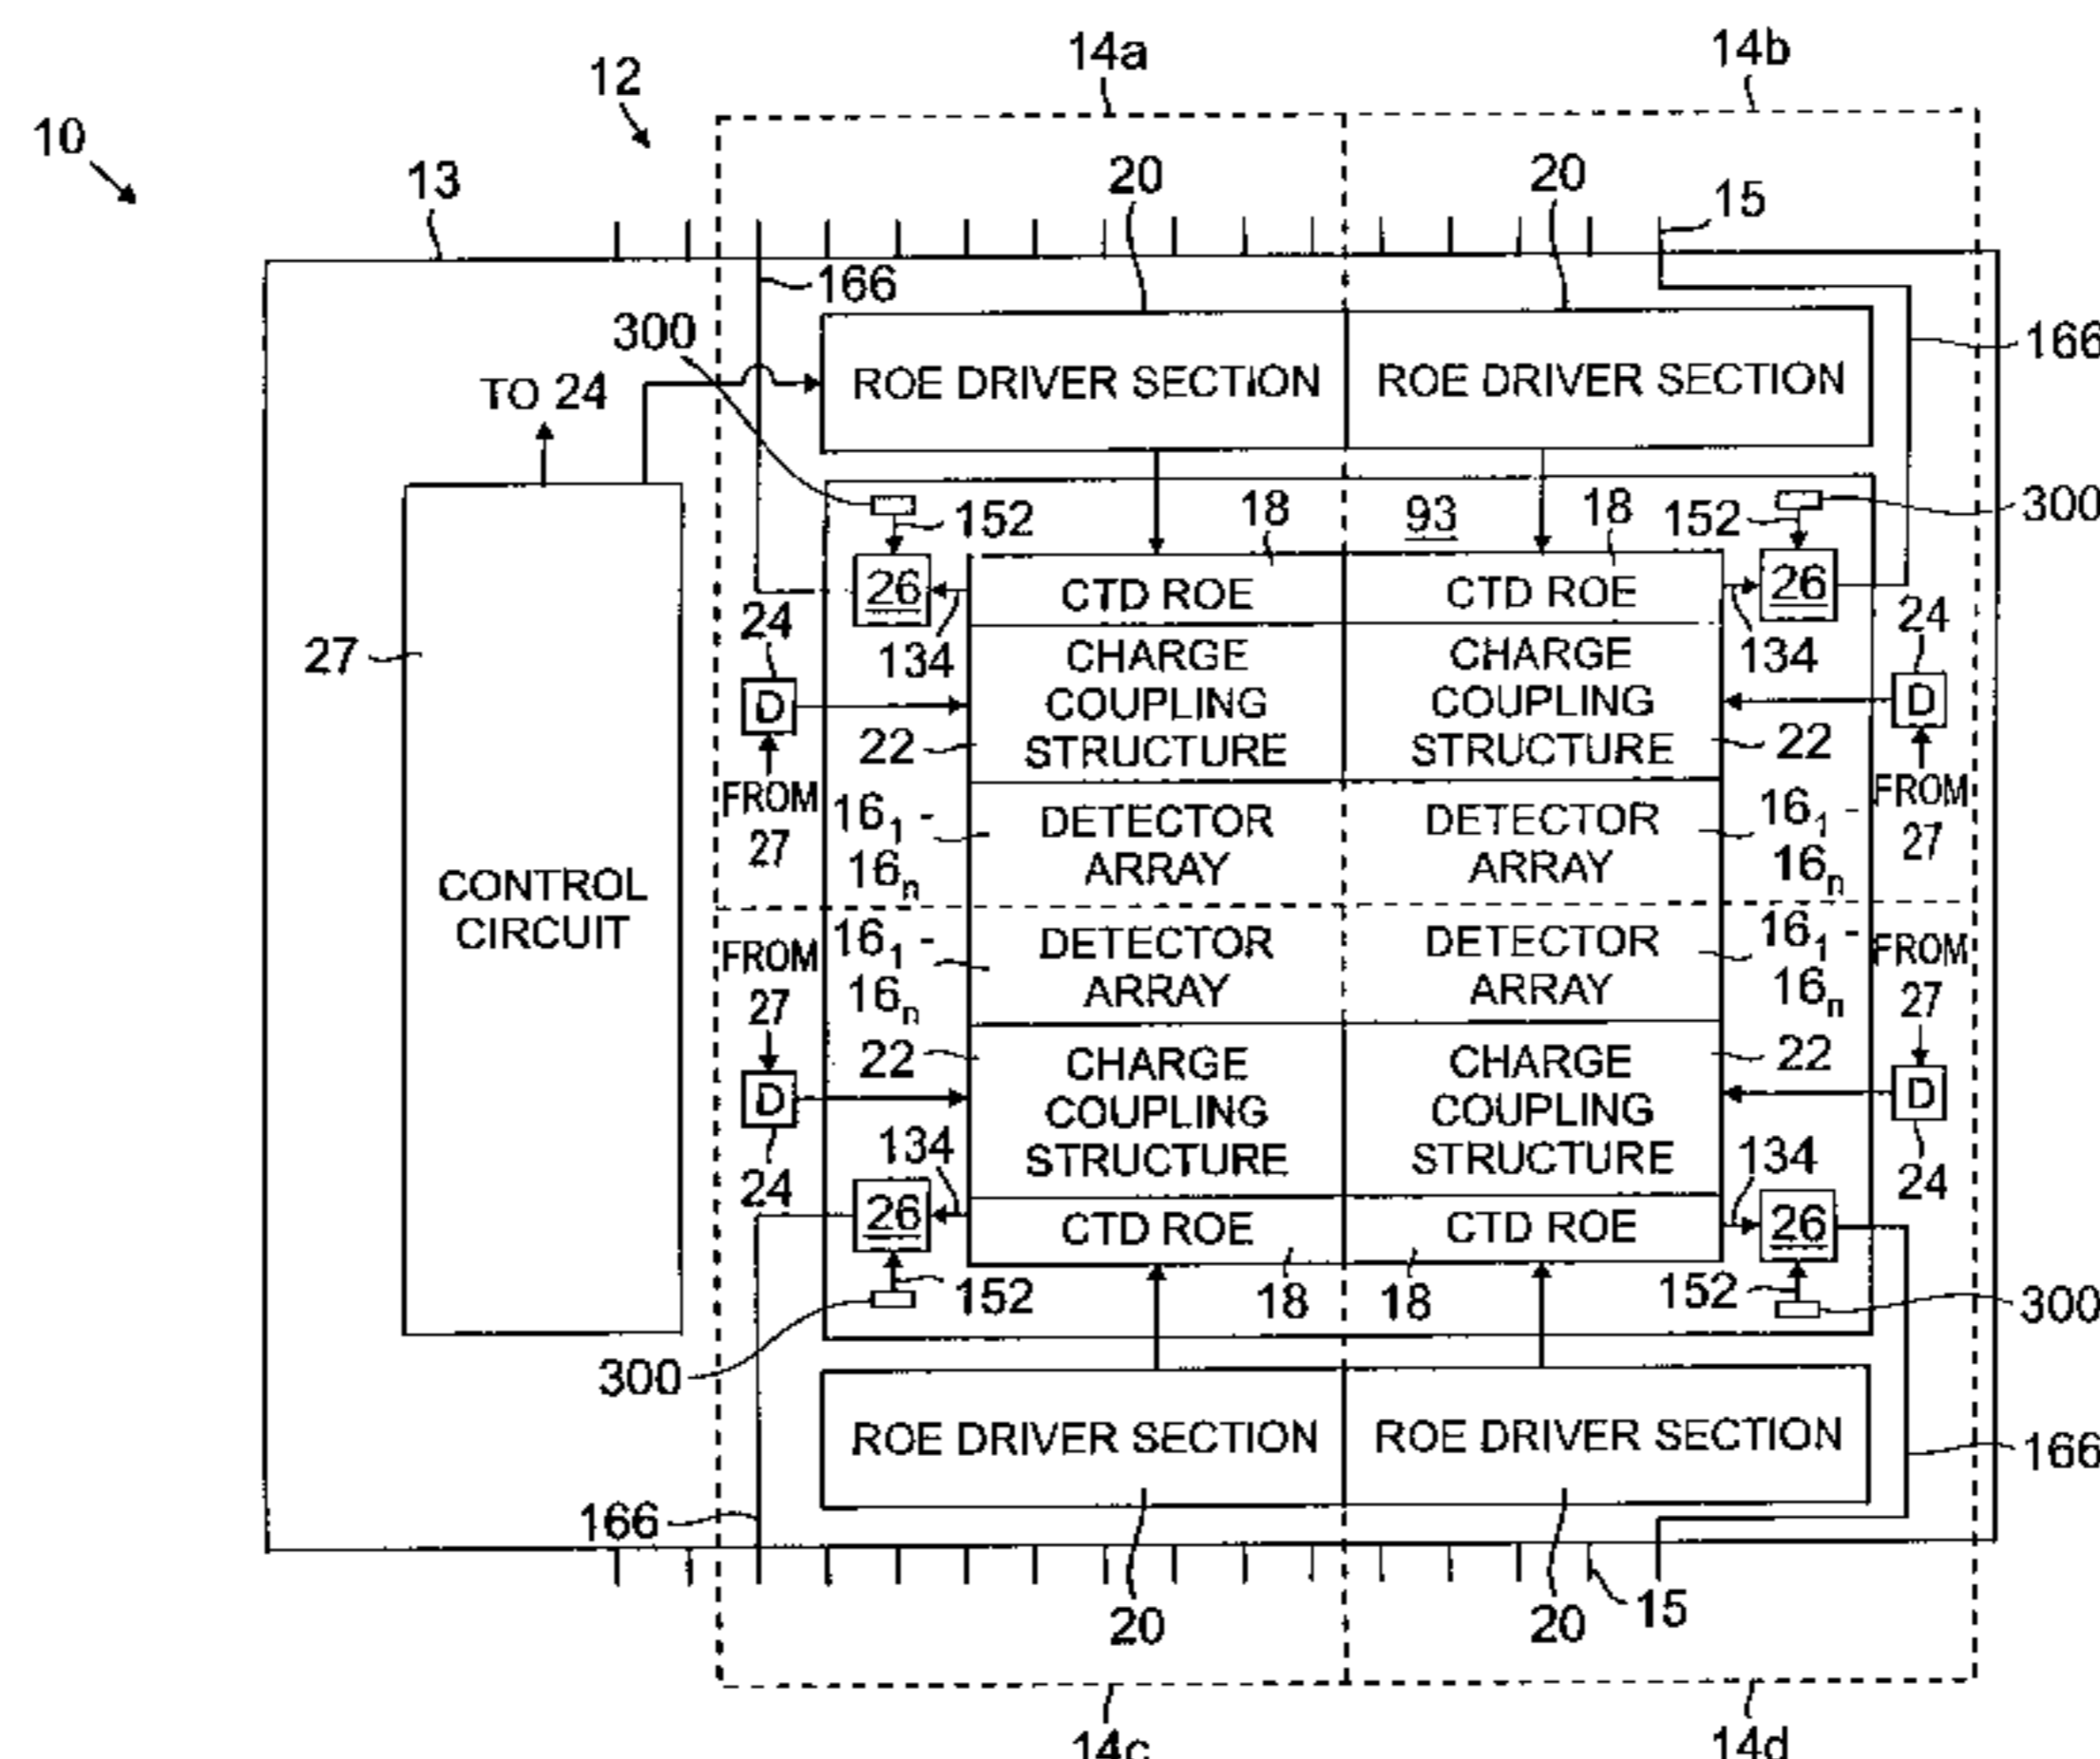 14a
14b
12
10
13
20
20
15
166
300
166
TO 24
ROE DRIVER SECTION
ROE DRIVER SECTION
152
18
93
18
152
300
26
CTD ROE
CTD ROE
26
24
134
134
24
27
D
CHARGE
COUPLING
STRUCTURE
CHARGE
COUPLING
STRUCTURE
D
22
22
FROM
27
16₁ -
16ₙ
DETECTOR
ARRAY
DETECTOR
ARRAY
16₁ -
16ₙ
FROM
27
CONTROL
CIRCUIT
FROM
27
16₁ -
16ₙ
DETECTOR
ARRAY
DETECTOR
ARRAY
16₁ -
16ₙ
FROM
27
22
22
D
CHARGE
COUPLING
STRUCTURE
CHARGE
COUPLING
STRUCTURE
D
24
134
134
24
26
CTD ROE
CTD ROE
26
152
18
18
152
300
300
ROE DRIVER SECTION
ROE DRIVER SECTION
166
166
20
20
15
14c
14d